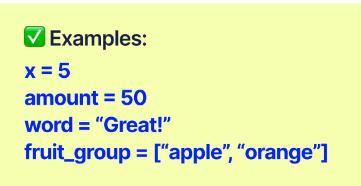 ✅ Examples:
x = 5
amount = 50
word = “Great!”
fruit_group = [“apple”, “orange”]